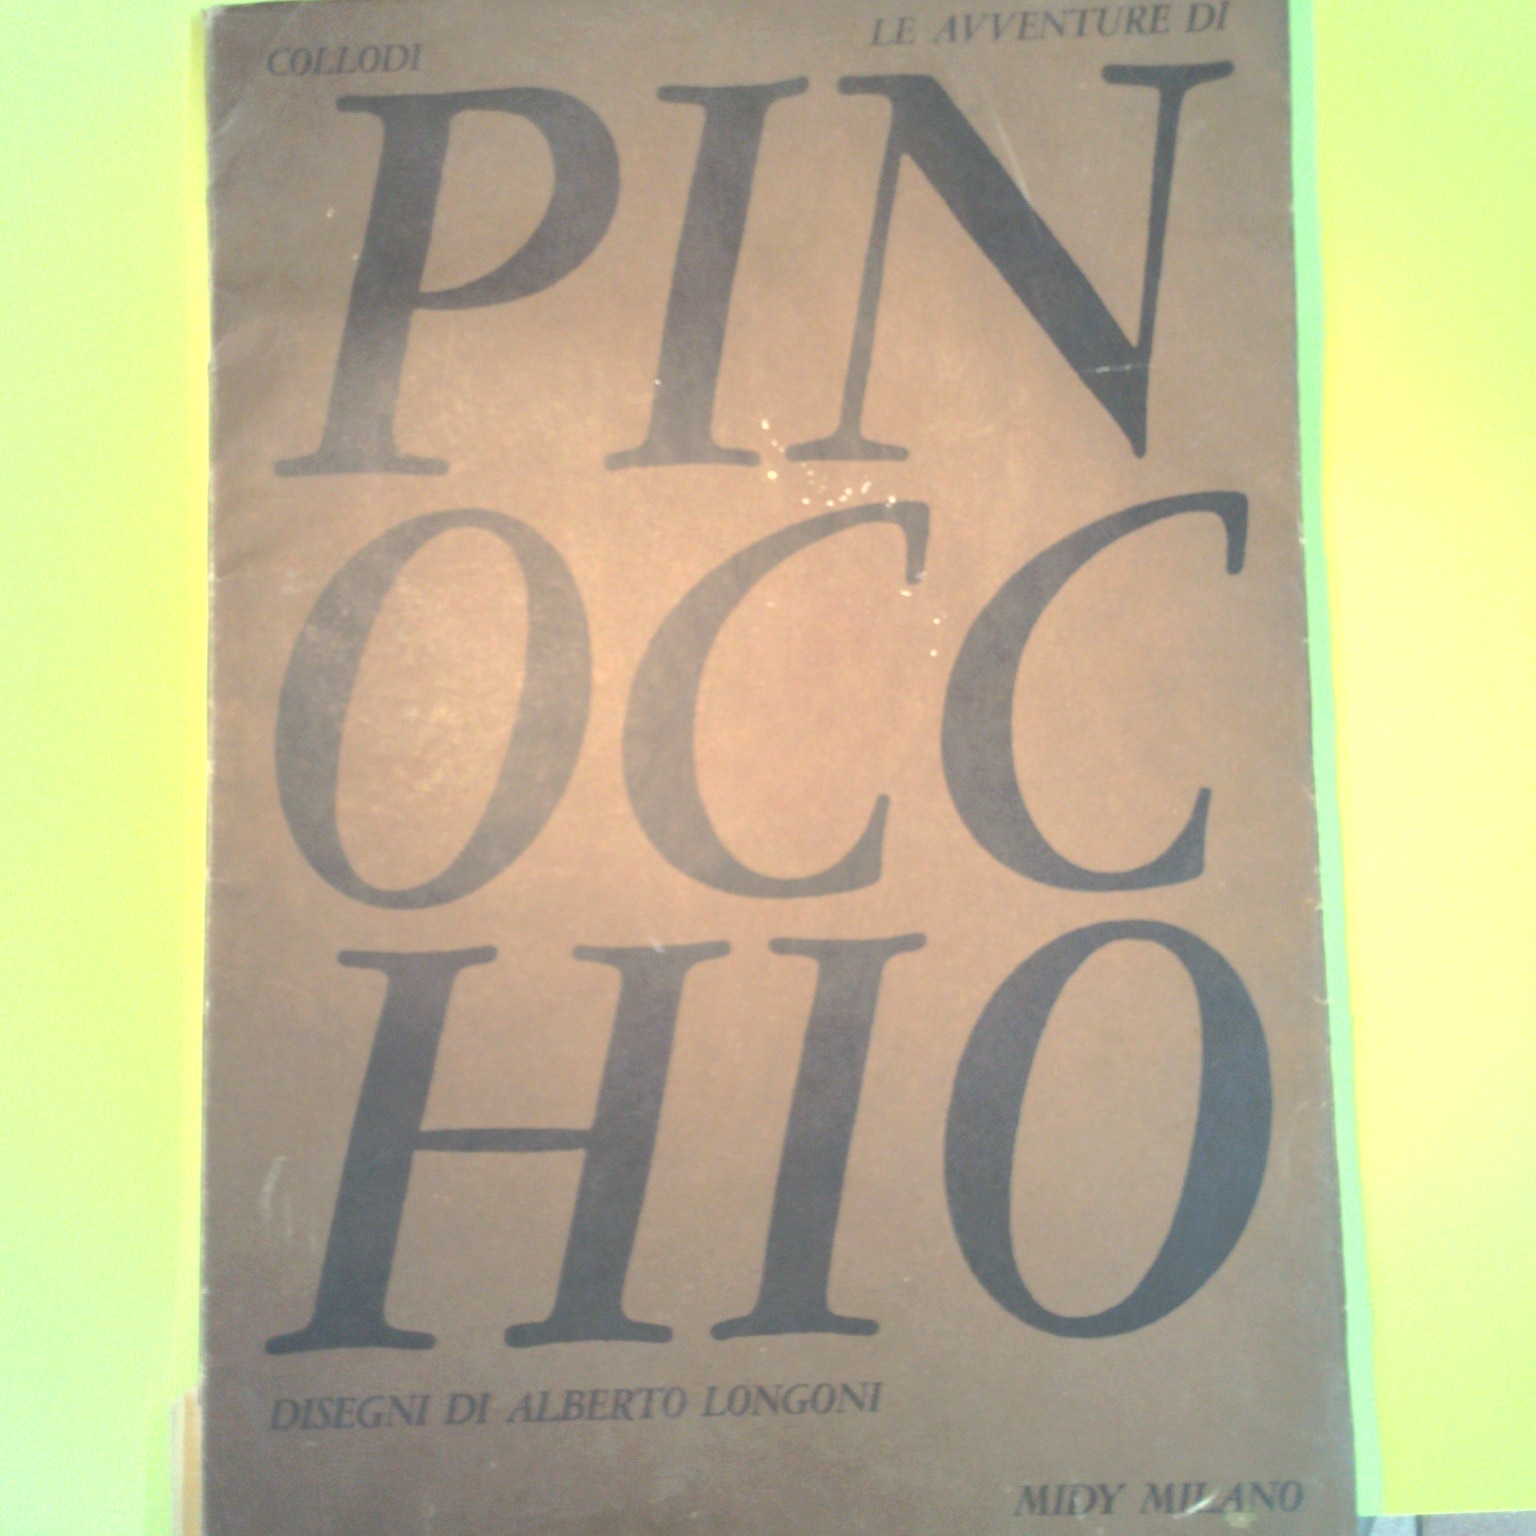 COLLODI
LE AVVENTURE DI
PIN
OCC
HIO
DISEGNI DI ALBERTO LONGONI
MIDY MILANO